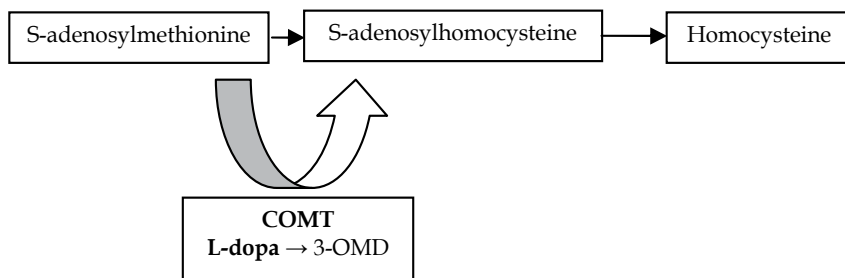 S-adenosylmethionine
S-adenosylhomocysteine
Homocysteine
COMT
L-dopa → 3-OMD